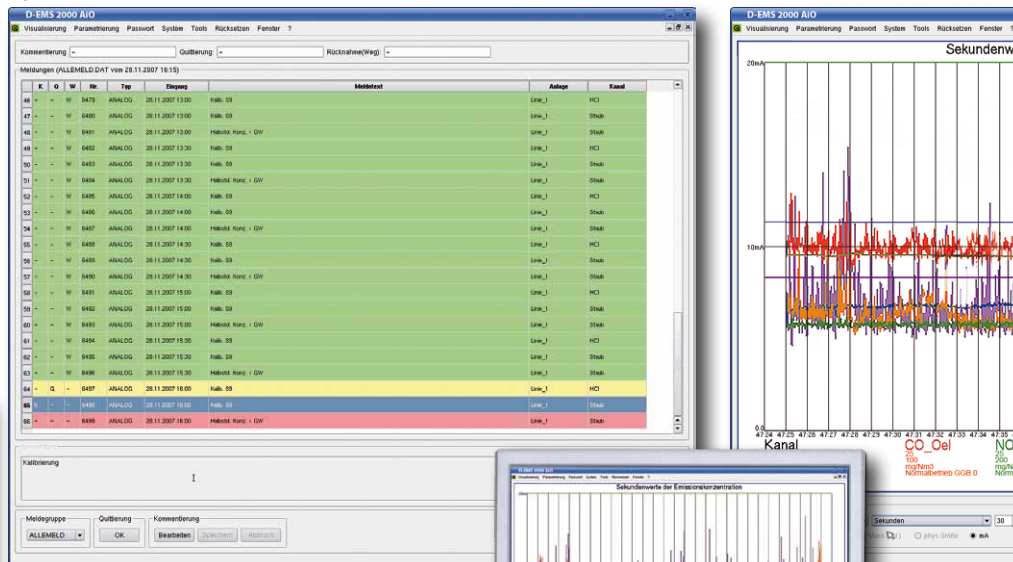 D-EMS 2000 AiO
Visualisierung Parametrierung Passwort System Tools Rücksetzen Fenster ?
Kommentierung - Quittierung: - Rücknahme(Weg): -
Meldungen (ALLEMELD.DAT vom 28.11.2007 16:15)
K Q W Nr. Typ Eingang Meldetext Anlage Kanal
46 - - W 6479 ANALOG 28.11.2007 13:00 Kalib. S9 Linie_1 HCl
47 - - W 6480 ANALOG 28.11.2007 13:00 Kalib. S9 Linie_1 Staub
48 - - W 6481 ANALOG 28.11.2007 13:00 Halbstd. Konz. > GW Linie_1 Staub
49 - - W 6482 ANALOG 28.11.2007 13:30 Kalib. S9 Linie_1 HCl
50 - - W 6483 ANALOG 28.11.2007 13:30 Kalib. S9 Linie_1 Staub
51 - - W 6484 ANALOG 28.11.2007 13:30 Halbstd. Konz. > GW Linie_1 Staub
52 - - W 6485 ANALOG 28.11.2007 14:00 Kalib. S9 Linie_1 HCl
53 - - W 6486 ANALOG 28.11.2007 14:00 Kalib. S9 Linie_1 Staub
54 - - W 6487 ANALOG 28.11.2007 14:00 Halbstd. Konz. > GW Linie_1 Staub
55 - - W 6488 ANALOG 28.11.2007 14:30 Kalib. S9 Linie_1 HCl
56 - - W 6489 ANALOG 28.11.2007 14:30 Kalib. S9 Linie_1 Staub
57 - - W 6490 ANALOG 28.11.2007 14:30 Halbstd. Konz. > GW Linie_1 Staub
58 - - W 6491 ANALOG 28.11.2007 15:00 Kalib. S9 Linie_1 HCl
59 - - W 6492 ANALOG 28.11.2007 15:00 Kalib. S9 Linie_1 Staub
60 - - W 6493 ANALOG 28.11.2007 15:00 Halbstd. Konz. > GW Linie_1 Staub
61 - - W 6494 ANALOG 28.11.2007 15:30 Kalib. S9 Linie_1 HCl
62 - - W 6495 ANALOG 28.11.2007 15:30 Kalib. S9 Linie_1 Staub
63 - - W 6496 ANALOG 28.11.2007 15:30 Halbstd. Konz. > GW Linie_1 Staub
64 - Q - 6497 ANALOG 28.11.2007 16:00 Kalib. S9 Linie_1 HCl
65 K - - 6498 ANALOG 28.11.2007 16:00 Kalib. S9 Linie_1 Staub
66 - - - 6499 ANALOG 28.11.2007 16:00 Halbstd. Konz. > GW Linie_1 Staub
Kalibrierung
Meldegruppe Quittierung Kommentierung
ALLEMELD OK Bearbeiten Speichern Abbruch
D-EMS 2000 AiO
Visualisierung Parametrierung Passwort System Tools Rücksetzen Fenster ?
Sekundenw
20mA
10mA
0.0
47:24 47:25 47:26 47:27 47:28 47:29 47:30 47:31 47:32 47:33 47:34 47:35
Kanal CO_Oel NO
25 25
100 200
mg/Nm3 mg/N
Normalbetrieb GGB 0 Norm
Sekunden 30
phys.Größe mA
D-EMS 2000 AiO
Visualisierung Parametrierung Passwort System Tools Rücksetzen Fenster ?
Sekundenwerte der Emissionskonzentration
20mA